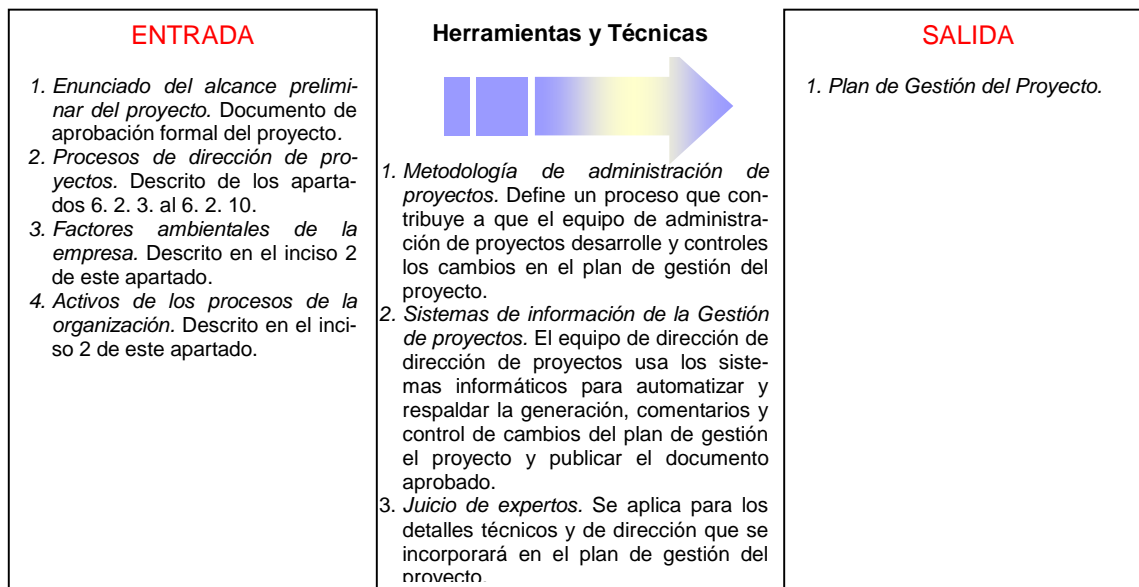 ENTRADA
1. Enunciado del alcance prelimi-
nar del proyecto. Documento de
aprobación formal del proyecto.
2. Procesos de dirección de pro-
yectos. Descrito de los aparta-
dos 6. 2. 3. al 6. 2. 10.
3. Factores ambientales de la
empresa. Descrito en el inciso 2
de este apartado.
4. Activos de los procesos de la
organización. Descrito en el inci-
so 2 de este apartado.
Herramientas y Técnicas
1. Metodología de administración de
proyectos. Define un proceso que con-
tribuye a que el equipo de administra-
ción de proyectos desarrolle y controles
los cambios en el plan de gestión del
proyecto.
2. Sistemas de información de la Gestión
de proyectos. El equipo de dirección de
dirección de proyectos usa los siste-
mas informáticos para automatizar y
respaldar la generación, comentarios y
control de cambios del plan de gestión
el proyecto y publicar el documento
aprobado.
3. Juicio de expertos. Se aplica para los
detalles técnicos y de dirección que se
incorporará en el plan de gestión del
proyecto.
SALIDA
1. Plan de Gestión del Proyecto.